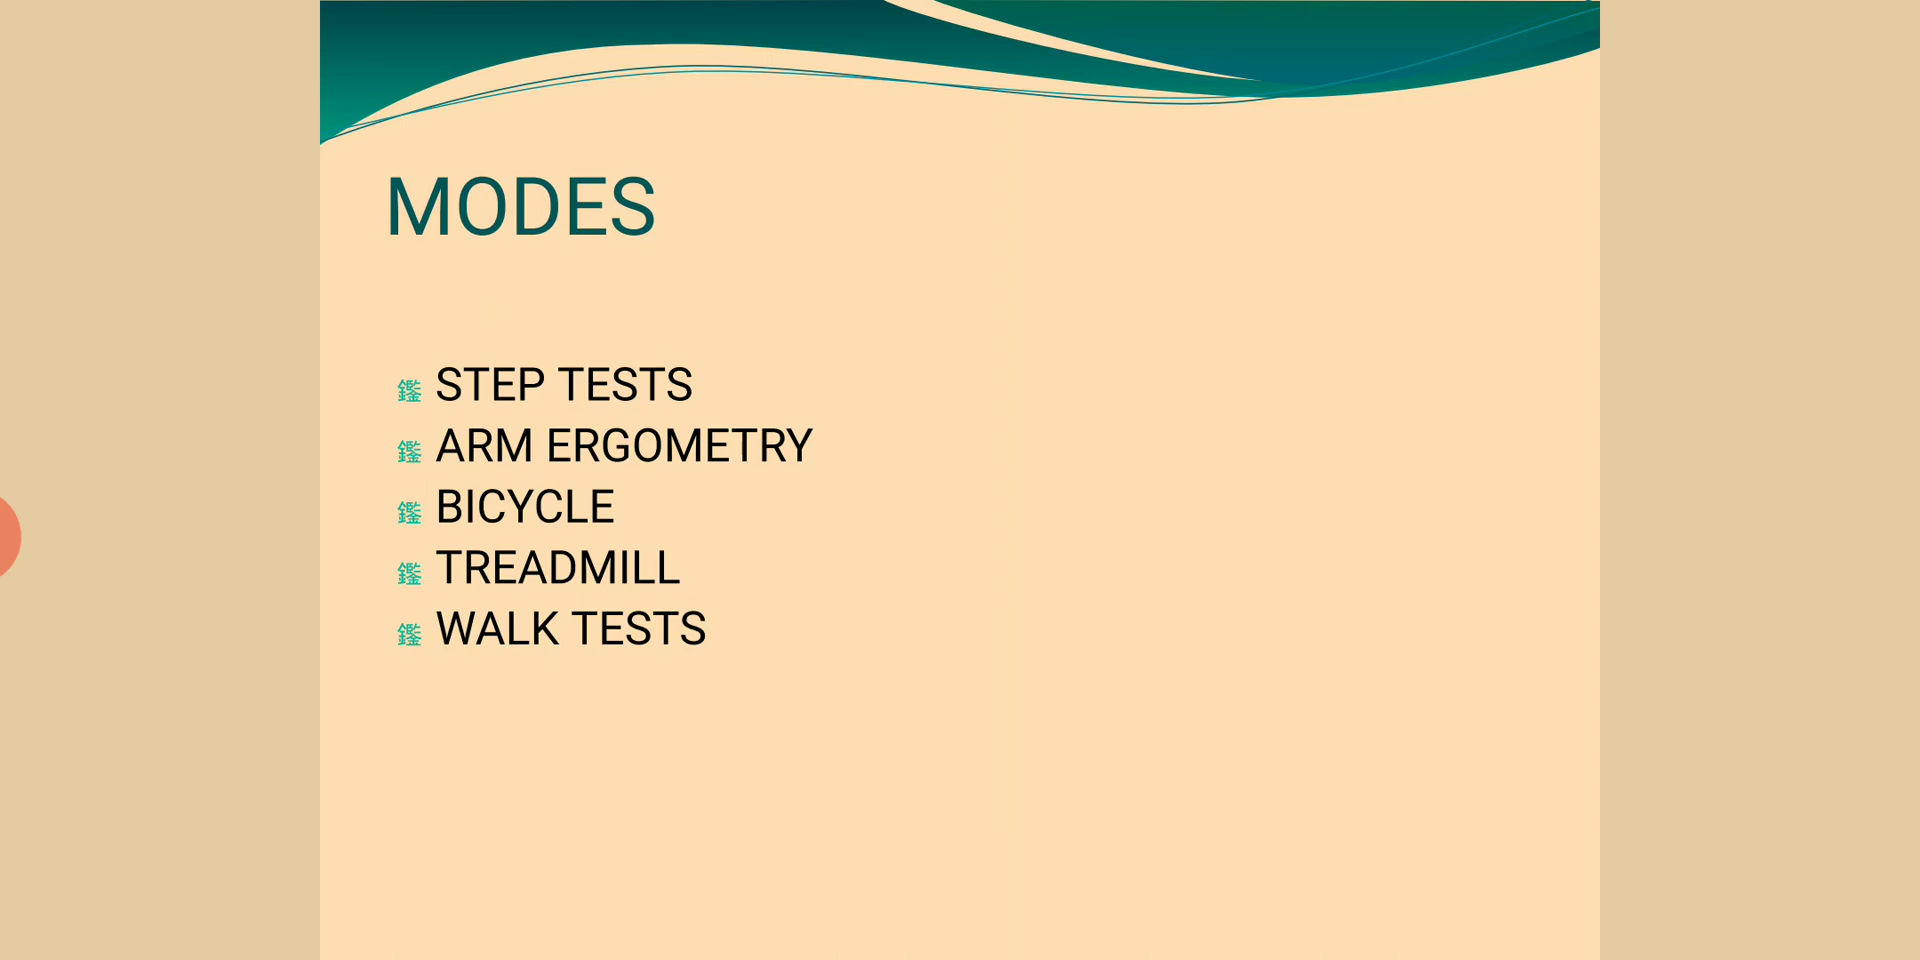 MODES
鑑 STEP TESTS
鑑 ARM ERGOMETRY
鑑 BICYCLE
鑑 TREADMILL
鑑 WALK TESTS